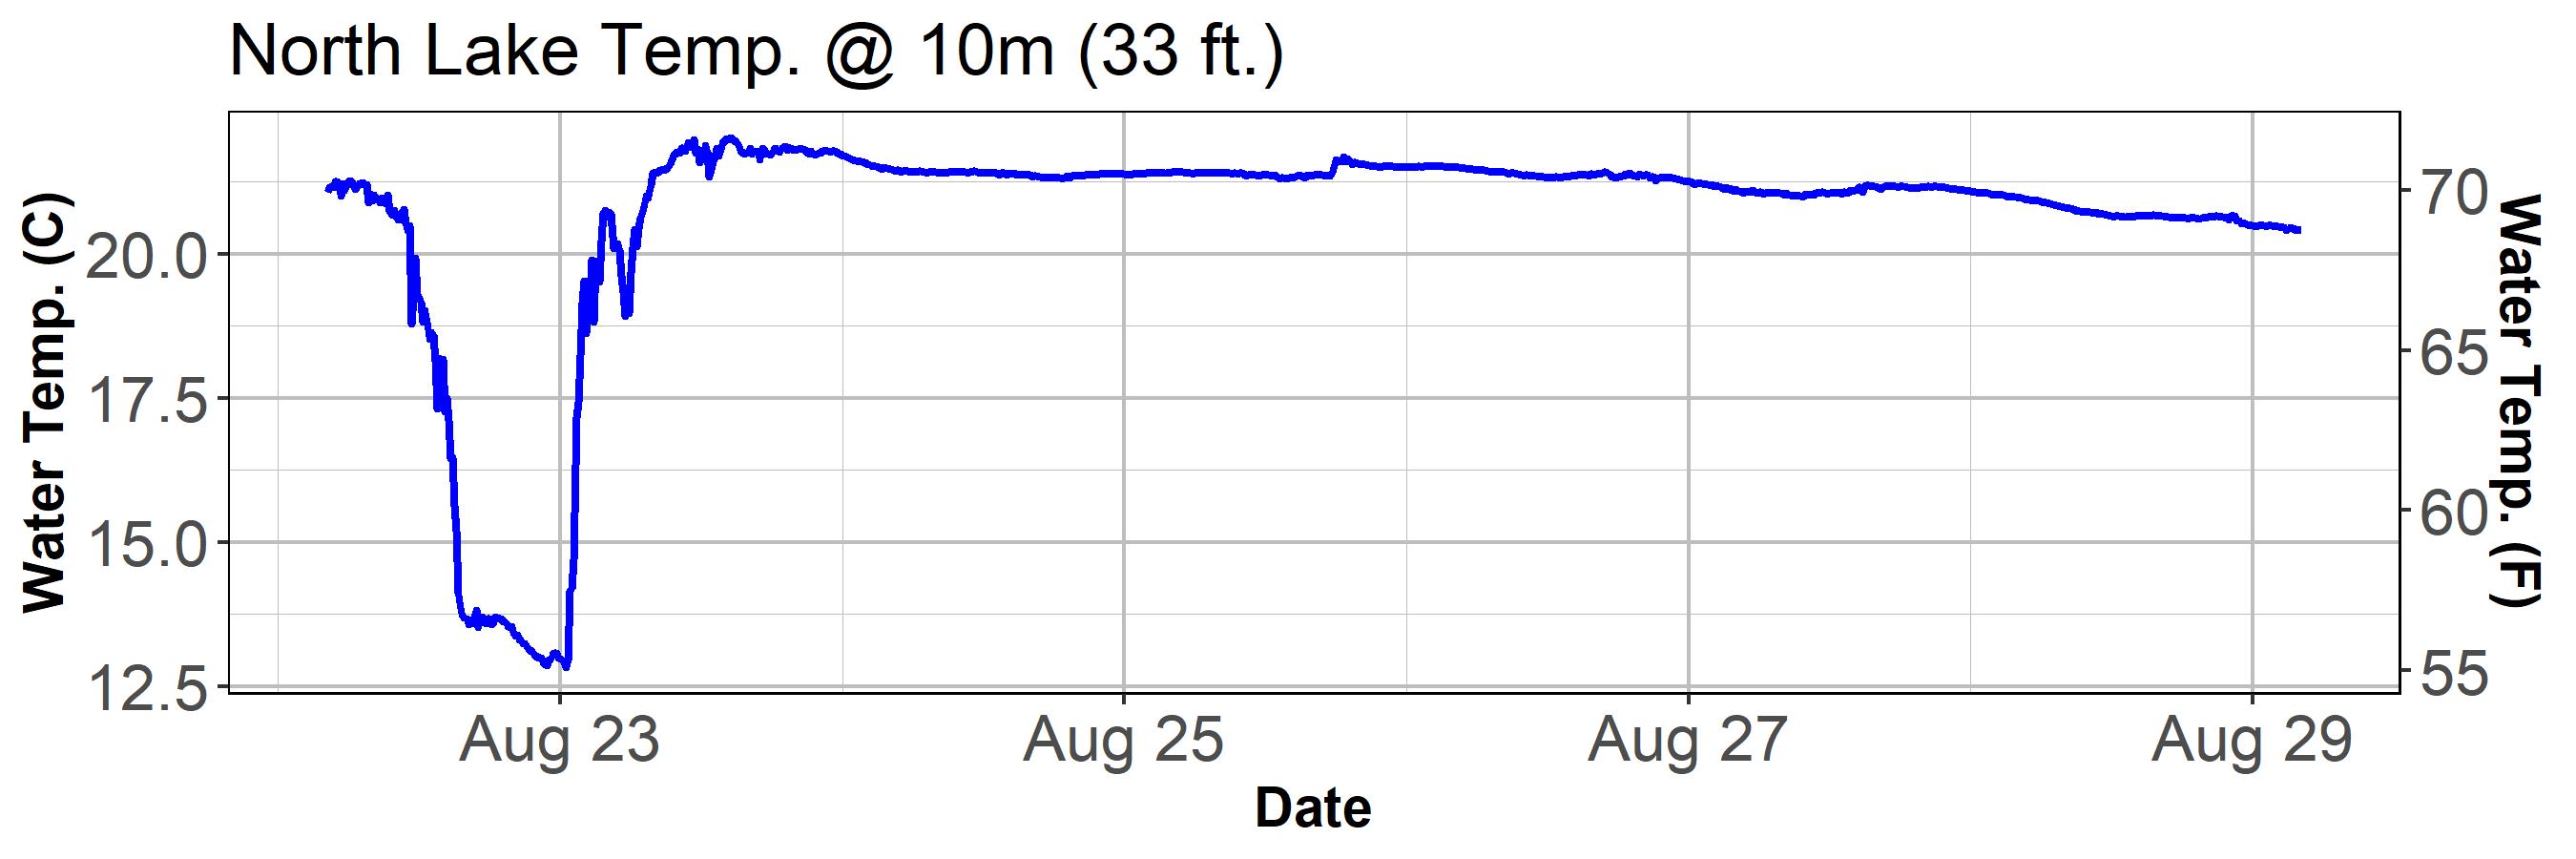 North Lake Temp. @ 10m (33 ft.)
Water Temp. (C)
20.0
17.5
15.0
12.5
70
65
60
55
Water Temp. (F)
Aug 23 Aug 25 Aug 27 Aug 29
Date